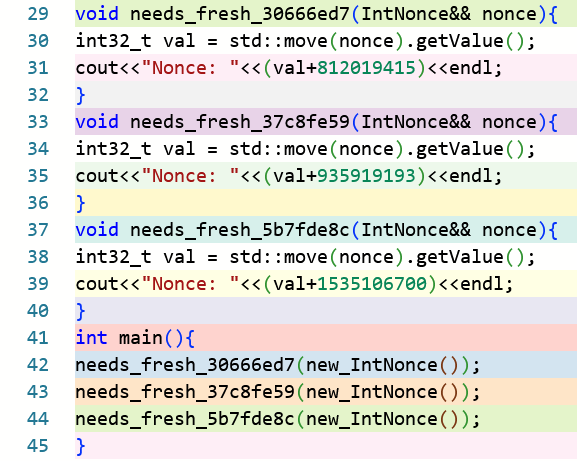 29 void needs_fresh_30666ed7(IntNonce&& nonce){
30 int32_t val = std::move(nonce).getValue();
31 cout<<"Nonce: "<<(val+812019415)<<endl;
32 }
33 void needs_fresh_37c8fe59(IntNonce&& nonce){
34 int32_t val = std::move(nonce).getValue();
35 cout<<"Nonce: "<<(val+935919193)<<endl;
36 }
37 void needs_fresh_5b7fde8c(IntNonce&& nonce){
38 int32_t val = std::move(nonce).getValue();
39 cout<<"Nonce: "<<(val+1535106700)<<endl;
40 }
41 int main(){
42 needs_fresh_30666ed7(new_IntNonce());
43 needs_fresh_37c8fe59(new_IntNonce());
44 needs_fresh_5b7fde8c(new_IntNonce());
45 }